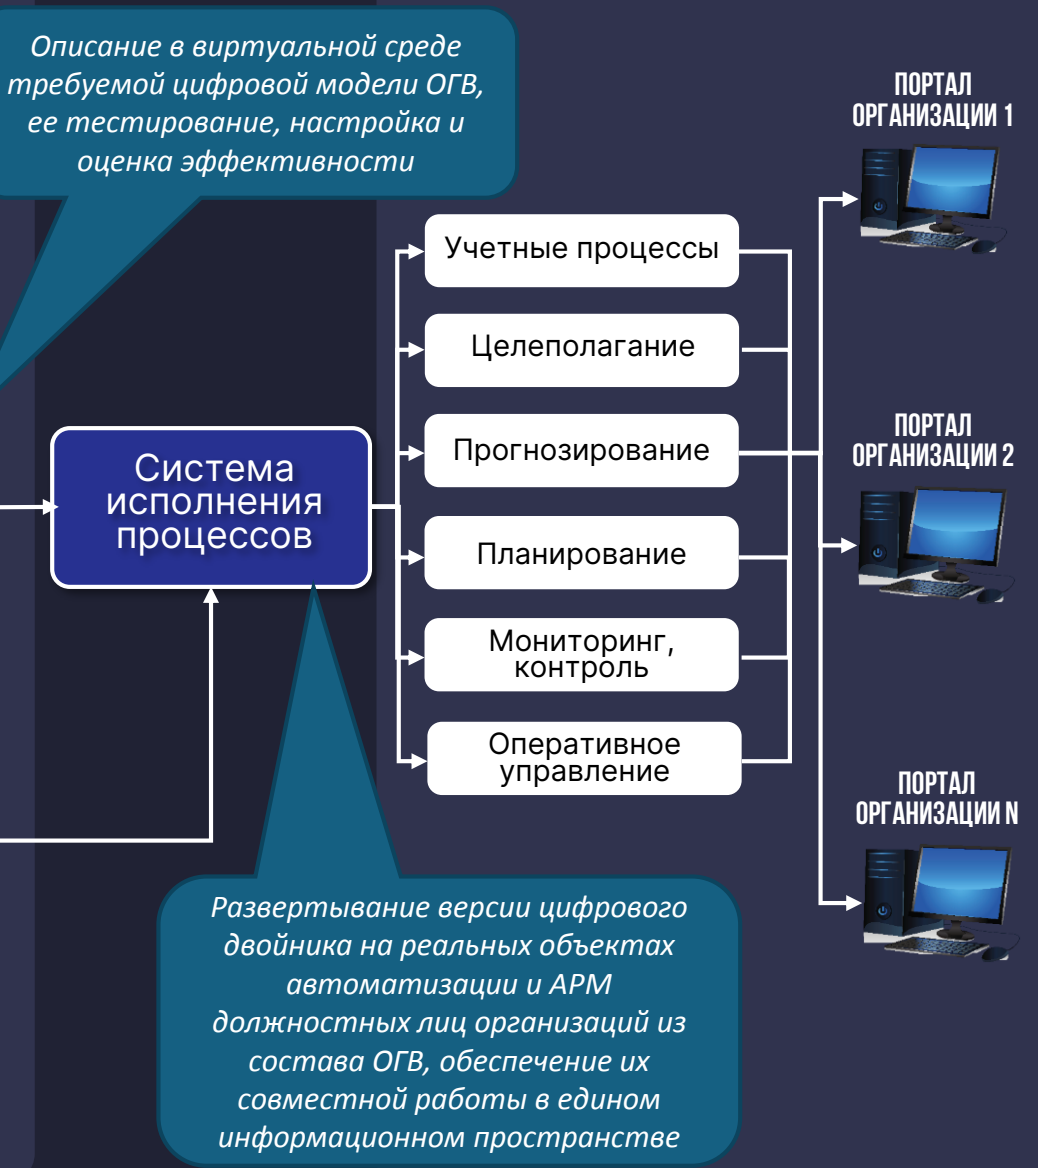 Описание в виртуальной среде
требуемой цифровой модели ОГВ,
ее тестирование, настройка и
оценка эффективности
ПОРТАЛ
ОРГАНИЗАЦИИ 1
Учетные процессы
Целеполагание
Прогнозирование
Планирование
Мониторинг,
контроль
Оперативное
управление
Система
исполнения
процессов
ПОРТАЛ
ОРГАНИЗАЦИИ 2
ПОРТАЛ
ОРГАНИЗАЦИИ N
Развертывание версии цифрового
двойника на реальных объектах
автоматизации и АРМ
должностных лиц организаций из
состава ОГВ, обеспечение их
совместной работы в едином
информационном пространстве